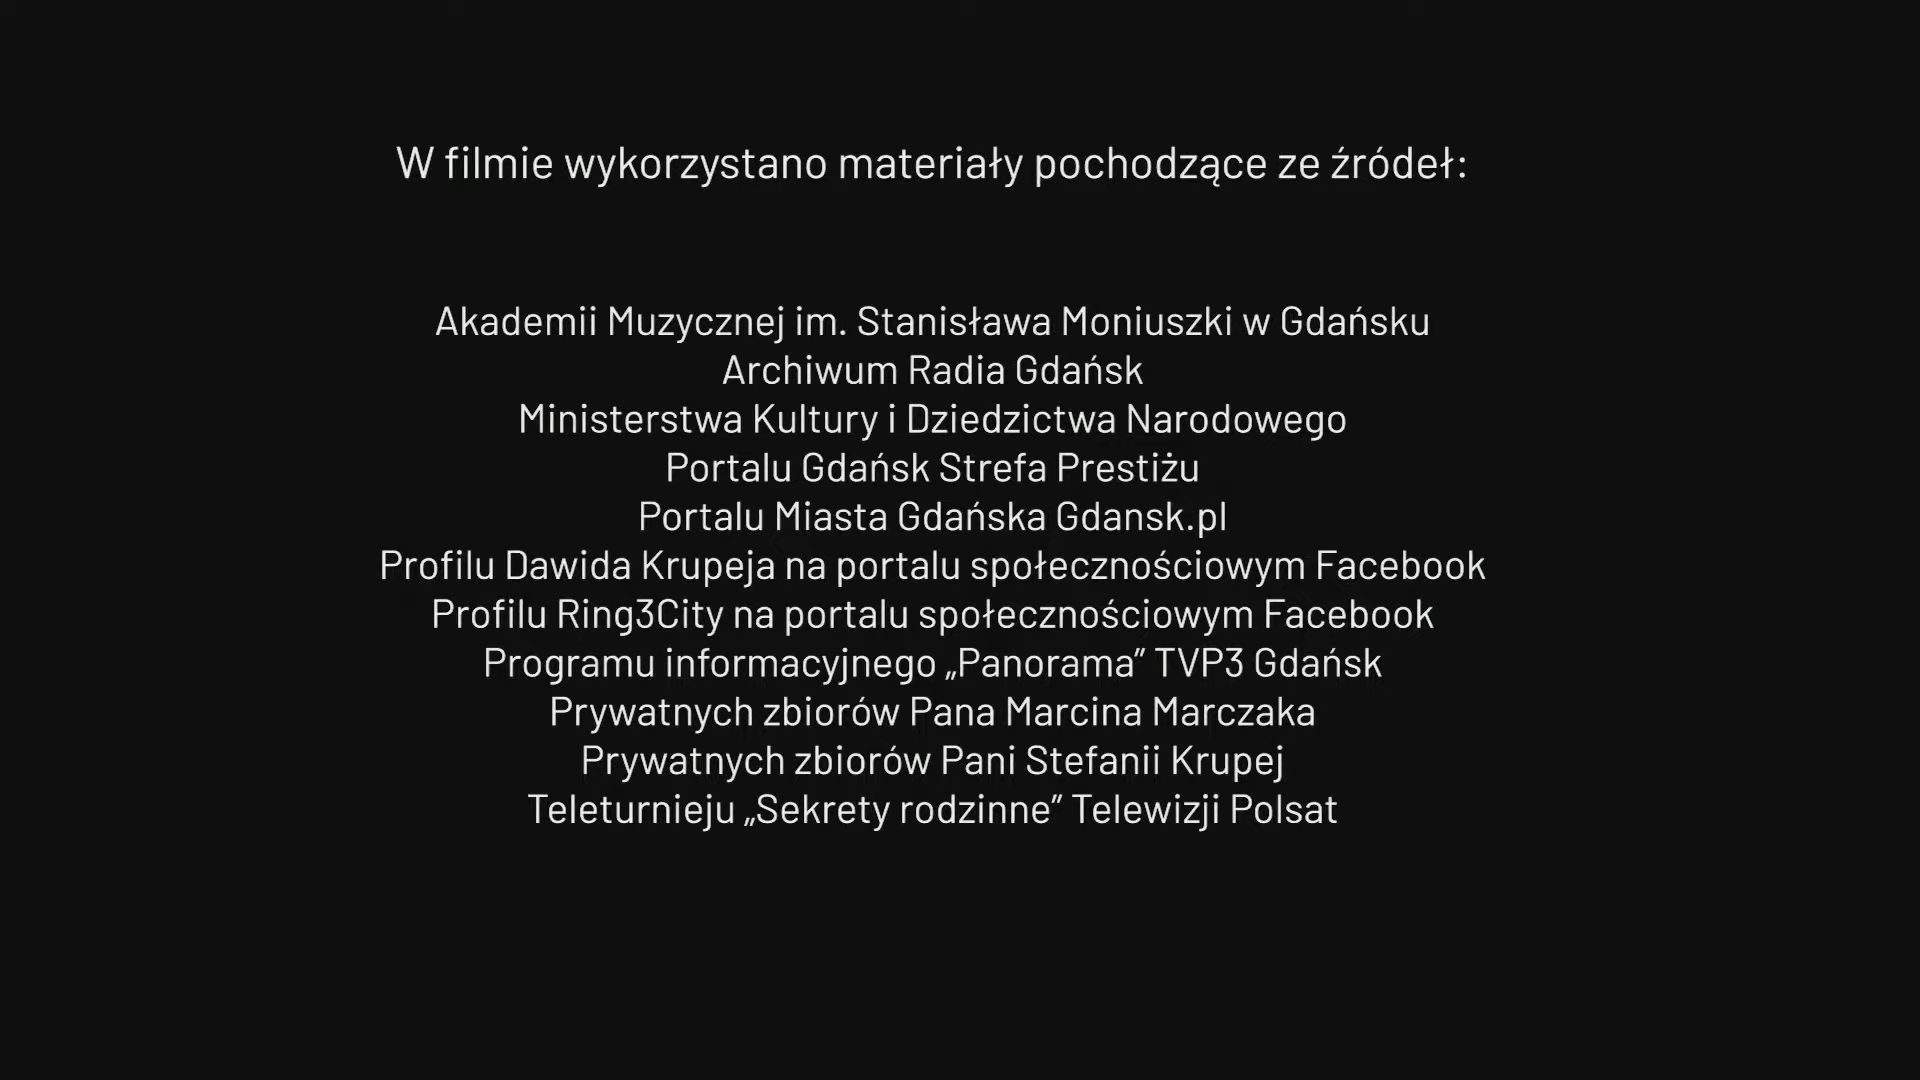 W filmie wykorzystano materiały pochodzące ze źródeł:
Akademii Muzycznej im. Stanisława Moniuszki w Gdańsku
Archiwum Radia Gdańsk
Ministerstwa Kultury i Dziedzictwa Narodowego
Portalu Gdańsk Strefa Prestiżu
Portalu Miasta Gdańska Gdansk.pl
Profilu Dawida Krupeja na portalu społecznościowym Facebook
Profilu Ring3City na portalu społecznościowym Facebook
Programu informacyjnego „Panorama” TVP3 Gdańsk
Prywatnych zbiorów Pana Marcina Marczaka
Prywatnych zbiorów Pani Stefanii Krupej
Teleturnieju „Sekrety rodzinne” Telewizji Polsat